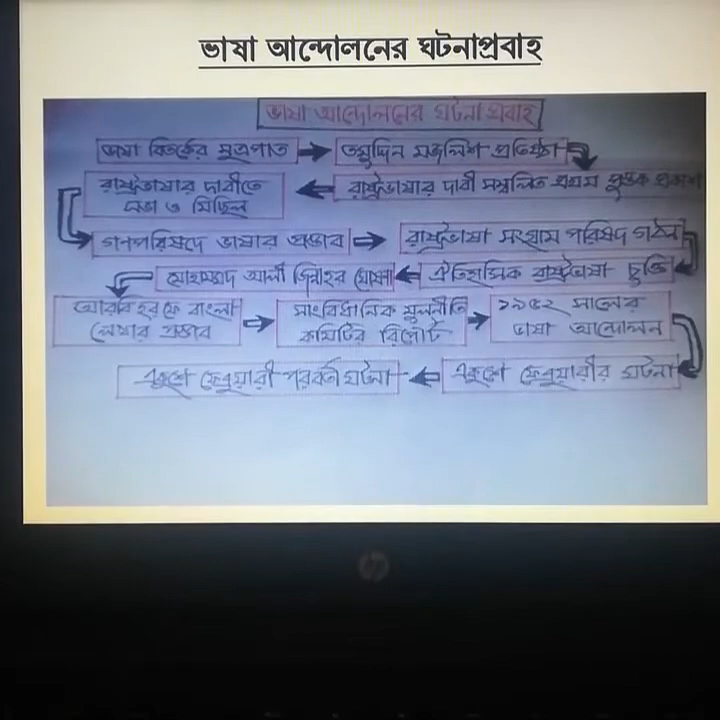 ভাষা আন্দোলনের ঘটনাপ্রবাহ
ভাষা আন্দোলনের ঘটনা প্রবাহ
ভাষা বিতর্কের সুত্রপাত → তমুদ্দিন মজলিশ প্রতিষ্ঠা
রাষ্ট্রভাষার দাবী সম্বলিত প্রথম পুস্তক প্রকাশ
রাষ্ট্রভাষার দাবীতে
সভা ও মিছিল
গণপরিষদে ভাষার প্রস্তাব → রাষ্ট্রভাষা সংগ্রাম পরিষদ গঠন
ঐতিহাসিক রাষ্ট্রভাষা চুক্তি
মোহাম্মদ আলী জিন্নাহর ঘোষণা
আরবি হরফে বাংলা
লেখার প্রস্তাব
সাংবিধানিক মুলনীতি
কমিটির রিপোর্ট
১৯৫২ সালের
ভাষা আন্দোলন
একুশে ফেব্রুয়ারীর ঘটনা
একুশে ফেব্রুয়ারী পরবর্তী ঘটনা
hp